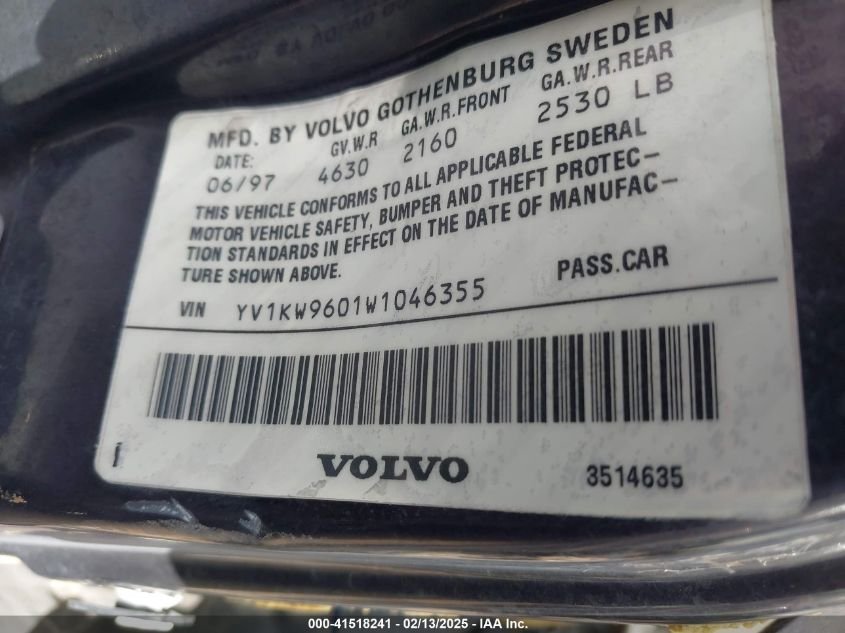 MFD. BY VOLVO GOTHENBURG SWEDEN
DATE: GV.W.R GA.W.R.FRONT GA.W.R.REAR
06/97 4630 2160 2530 LB
THIS VEHICLE CONFORMS TO ALL APPLICABLE FEDERAL
MOTOR VEHICLE SAFETY, BUMPER AND THEFT PROTEC-
TION STANDARDS IN EFFECT ON THE DATE OF MANUFAC-
TURE SHOWN ABOVE.
PASS.CAR
VIN YV1KW9601W1046355
VOLVO
3514635
000-41518241 - 02/13/2025 - IAA Inc.